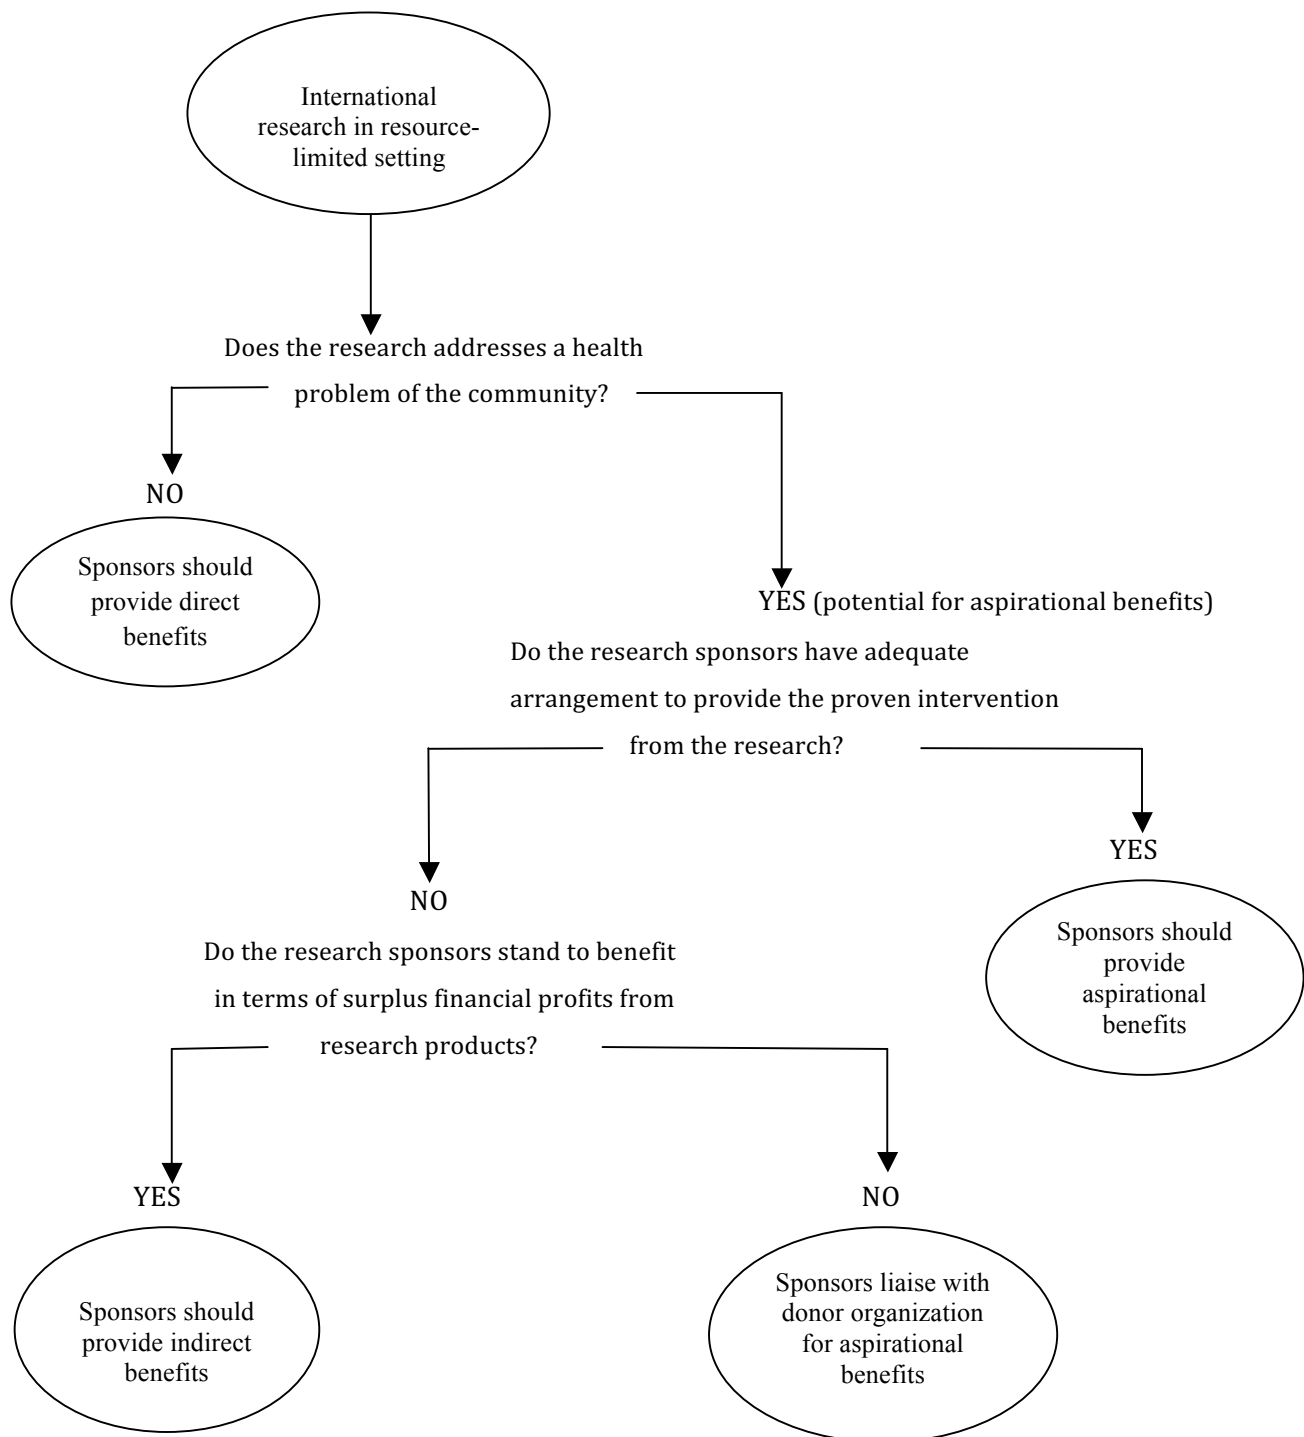 International
research in resource-
limited setting
Does the research addresses a health
problem of the community?
NO
Sponsors should
provide direct
benefits
YES (potential for aspirational benefits)
Do the research sponsors have adequate
arrangement to provide the proven intervention
from the research?
YES
Sponsors should
provide
aspirational
benefits
NO
Do the research sponsors stand to benefit
in terms of surplus financial profits from
research products?
YES
Sponsors should
provide indirect
benefits
NO
Sponsors liaise with
donor organization
for aspirational
benefits